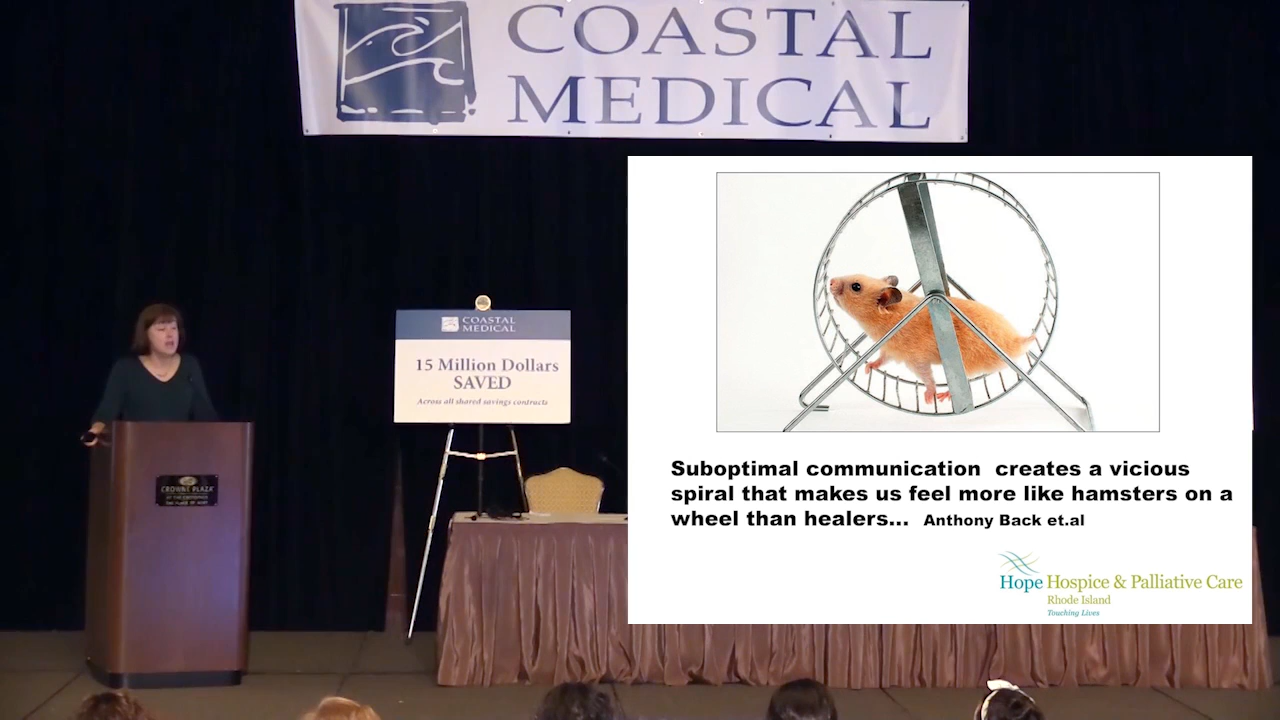 COASTAL
MEDICAL
COASTAL
MEDICAL
15 Million Dollars
SAVED
Across all shared savings contracts
CROWNE PLAZA
Suboptimal communication creates a vicious
spiral that makes us feel more like hamsters on a
wheel than healers... Anthony Back et.al
Hope Hospice & Palliative Care
Rhode Island
Touching Lives